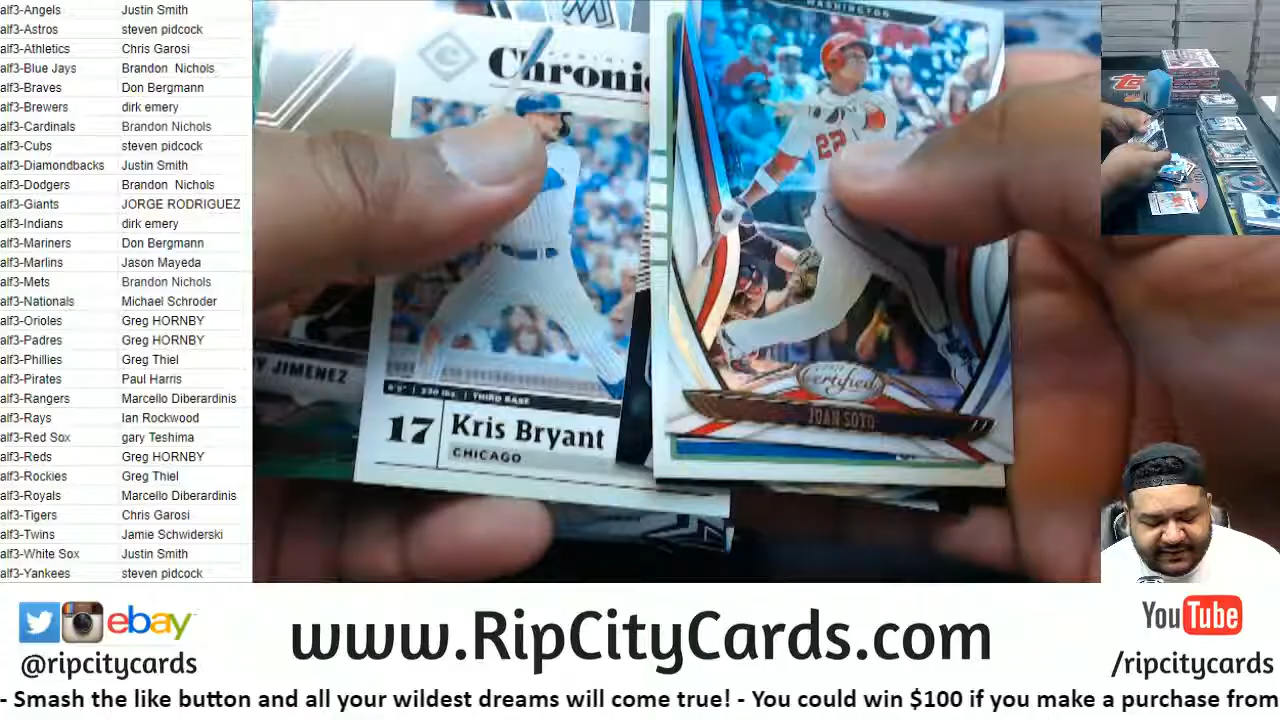 alf3-Angels Justin Smith
alf3-Astros steven pidcock
alf3-Athletics Chris Garosi
alf3-Blue Jays Brandon Nichols
alf3-Braves Don Bergmann
alf3-Brewers dirk emery
alf3-Cardinals Brandon Nichols
alf3-Cubs steven pidcock
alf3-Diamondbacks Justin Smith
alf3-Dodgers Brandon Nichols
alf3-Giants JORGE RODRIGUEZ
alf3-Indians dirk emery
alf3-Mariners Don Bergmann
alf3-Marlins Jason Mayeda
alf3-Mets Brandon Nichols
alf3-Nationals Michael Schroder
alf3-Orioles Greg HORNBY
alf3-Padres Greg HORNBY
alf3-Phillies Greg Thiel
alf3-Pirates Paul Harris
alf3-Rangers Marcello Diberardinis
alf3-Rays Ian Rockwood
alf3-Red Sox gary Teshima
alf3-Reds Greg HORNBY
alf3-Rockies Greg Thiel
alf3-Royals Marcello Diberardinis
alf3-Tigers Chris Garosi
alf3-Twins Jamie Schwiderski
alf3-White Sox Justin Smith
alf3-Yankees steven pidcock
Chronic
THIRD BASE
17 Kris Bryant
CHICAGO
JIMENEZ
WASHINGTON
22
Certified
JUAN SOTO
ebay
@ripcitycards
www.RipCityCards.com
YouTube
/ripcitycards
- Smash the like button and all your wildest dreams will come true! - You could win $100 if you make a purchase from